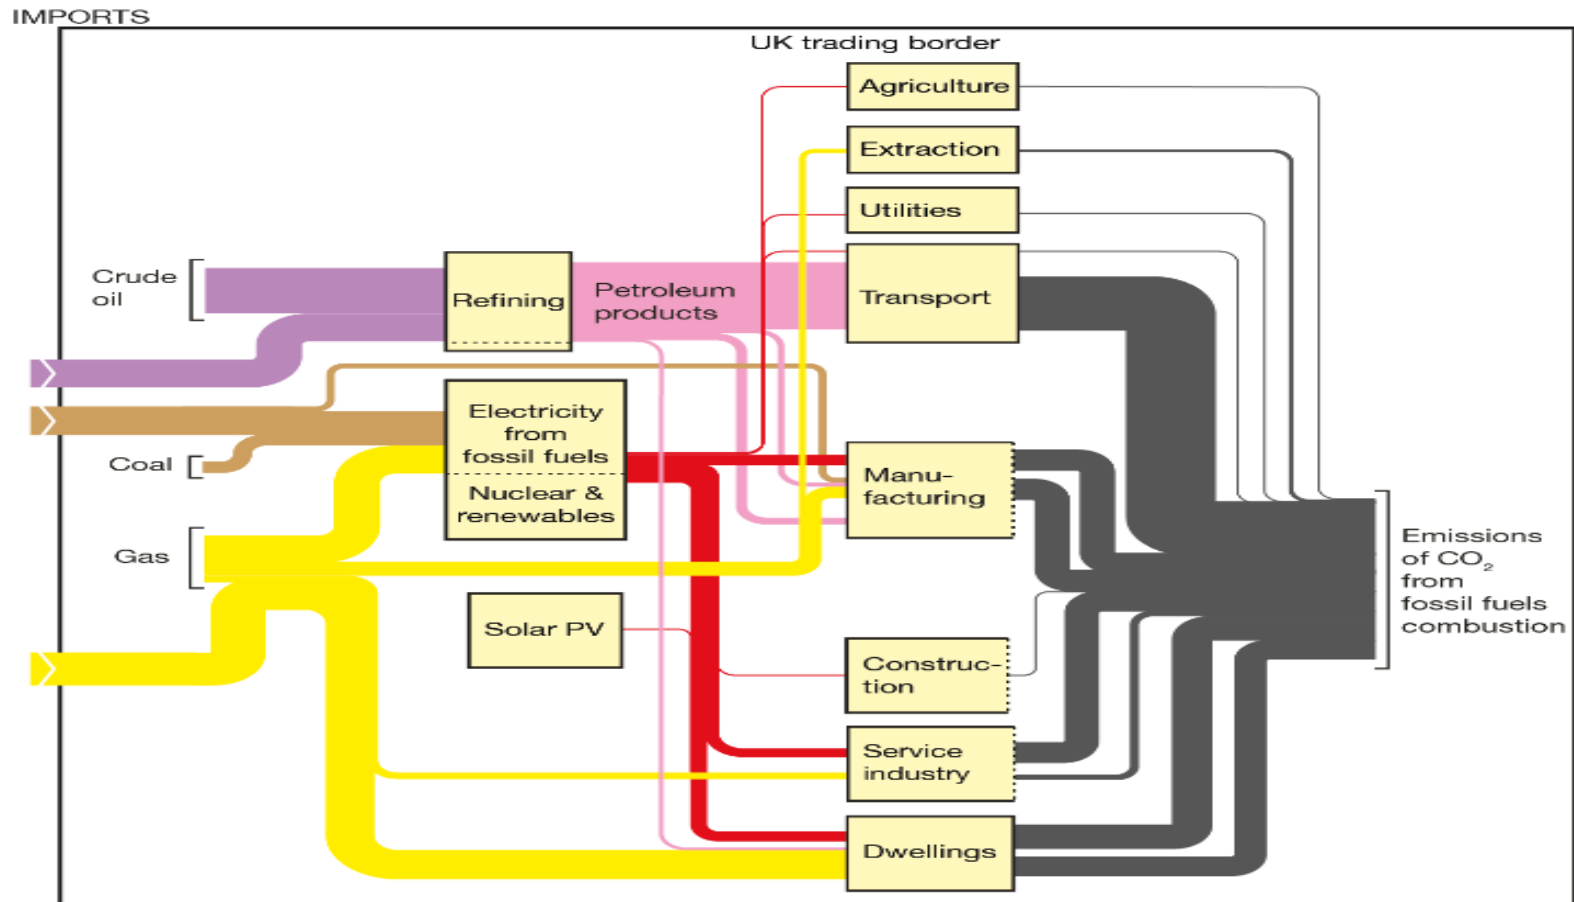 IMPORTS
UK trading border
Agriculture
Extraction
Utilities
Crude
oil
Refining
Petroleum
products
Transport
Electricity
from
fossil fuels
Nuclear &
renewables
Coal
Manu-
facturing
Gas
Emissions
of CO₂
from
fossil fuels
combustion
Solar PV
Construc-
tion
Service
industry
Dwellings